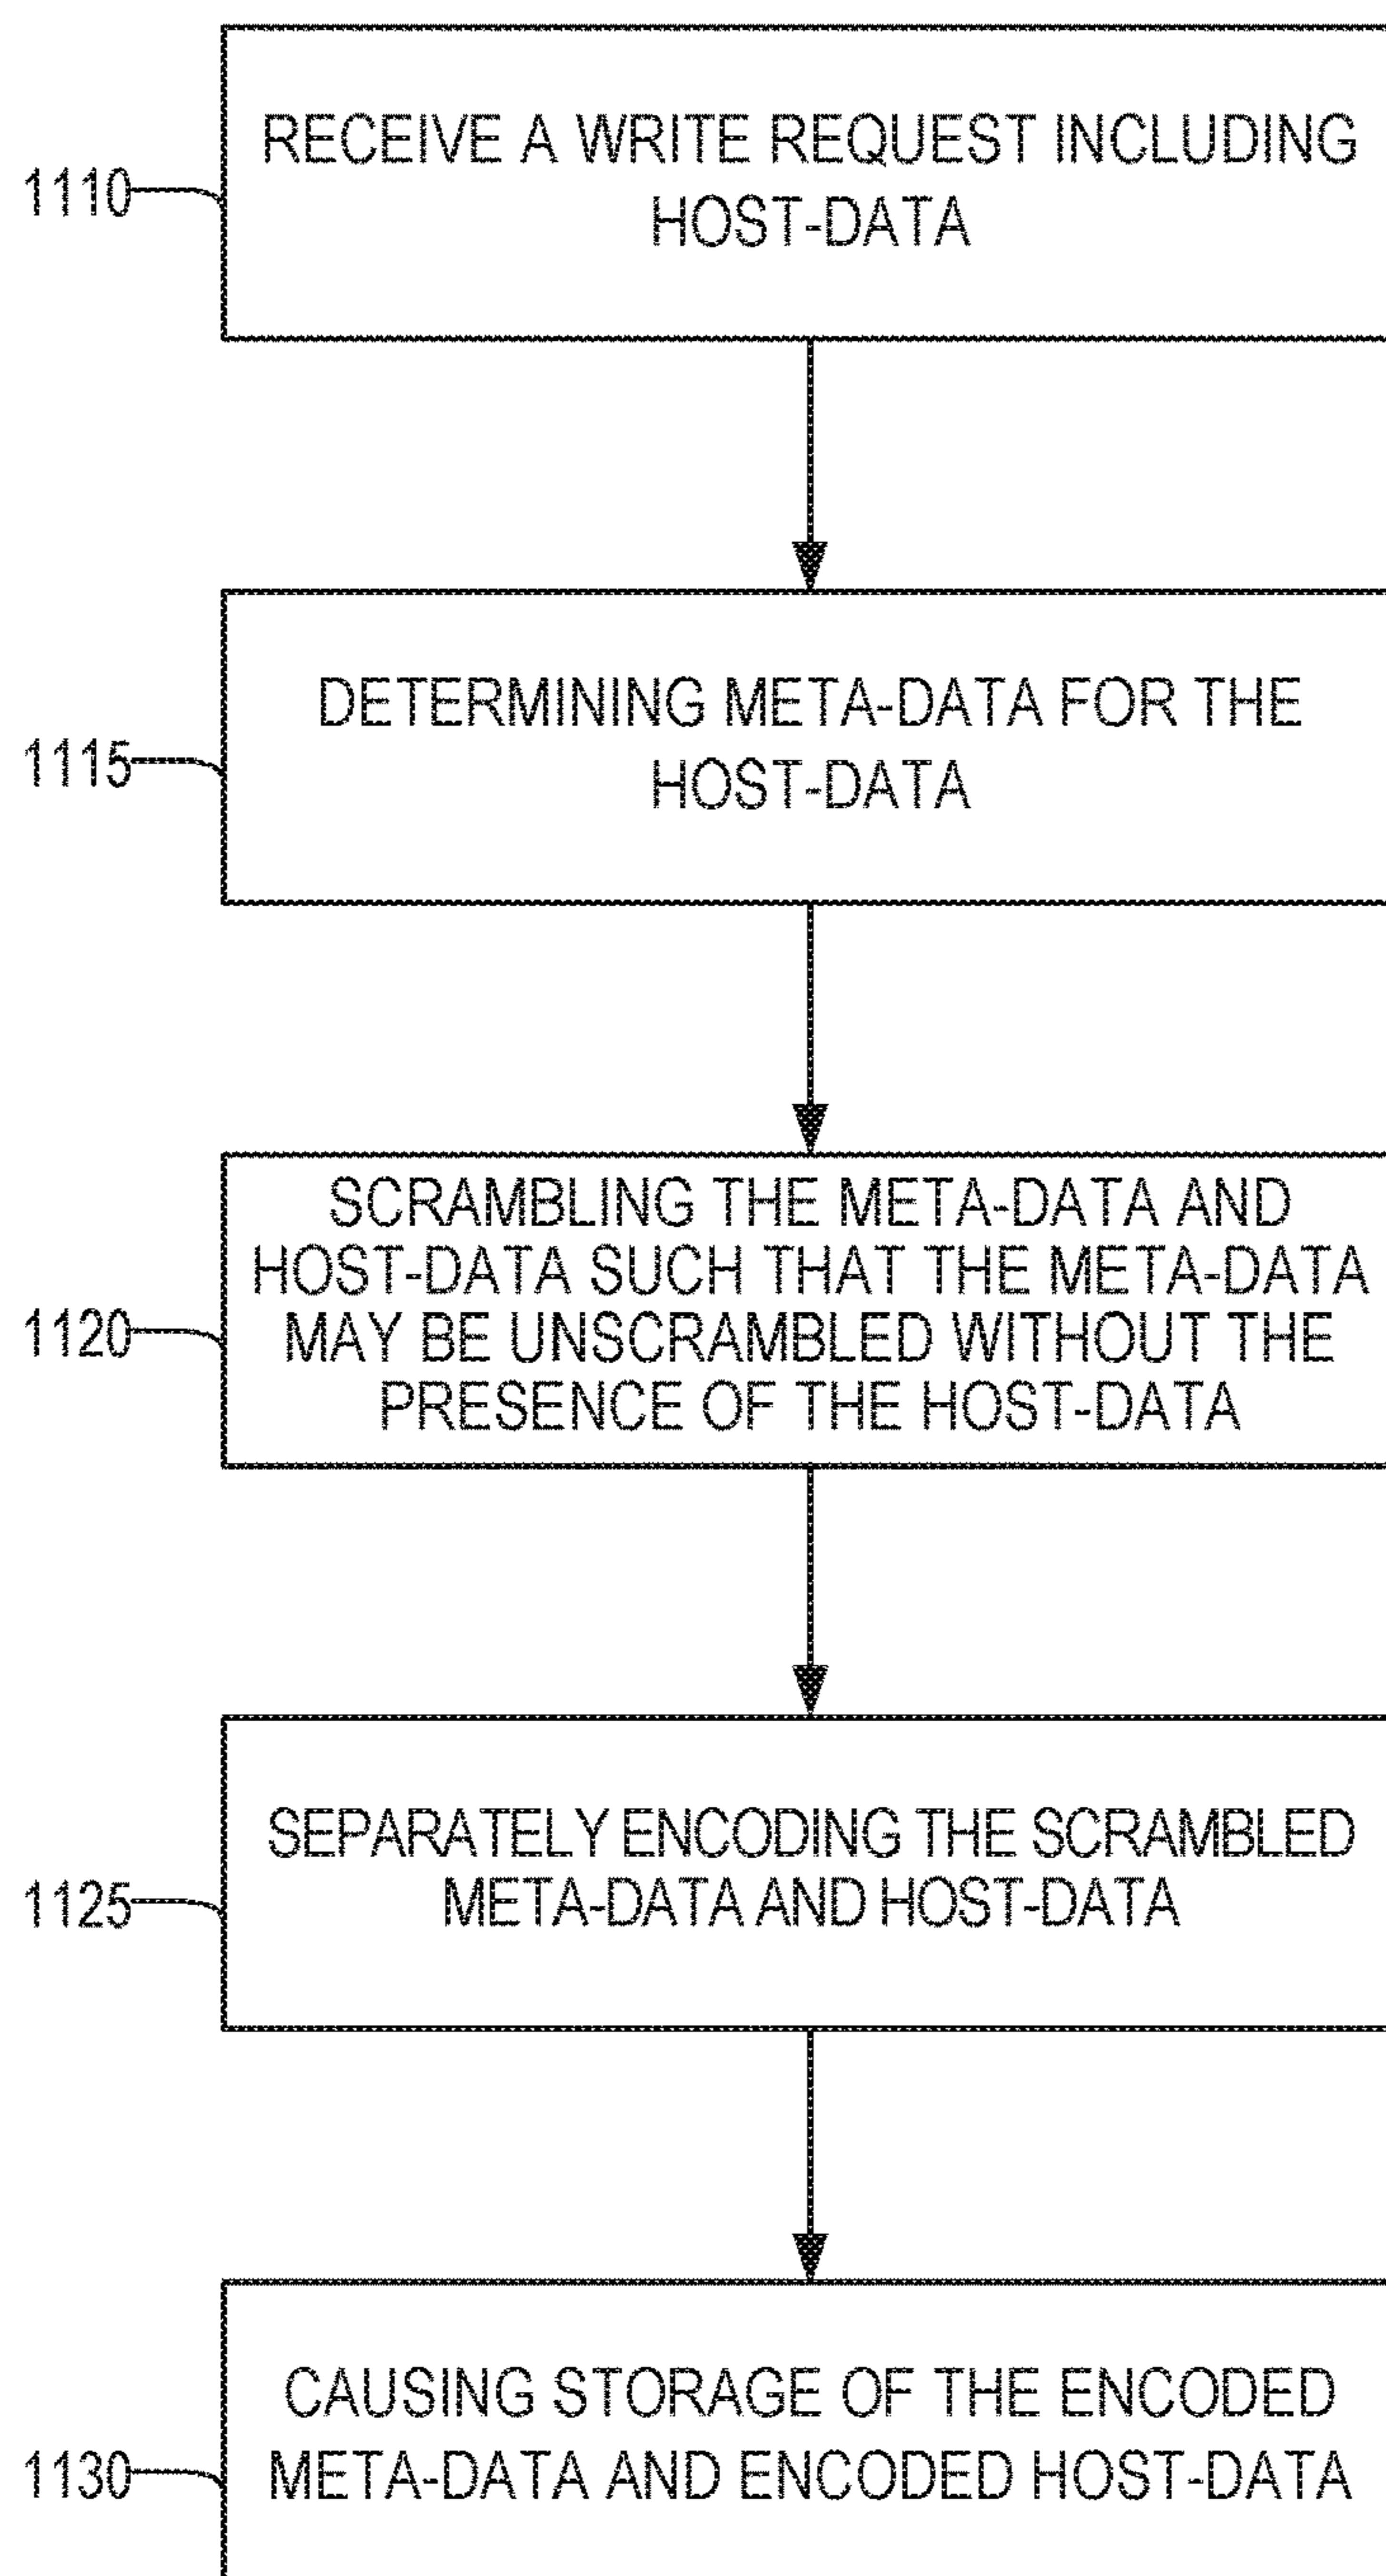 RECEIVE A WRITE REQUEST INCLUDING
HOST-DATA
1110
DETERMINING META-DATA FOR THE
HOST-DATA
1115
SCRAMBLING THE META-DATA AND
HOST-DATA SUCH THAT THE META-DATA
MAY BE UNSCRAMBLED WITHOUT THE
PRESENCE OF THE HOST-DATA
1120
SEPARATELY ENCODING THE SCRAMBLED
META-DATA AND HOST-DATA
1125
CAUSING STORAGE OF THE ENCODED
META-DATA AND ENCODED HOST-DATA
1130